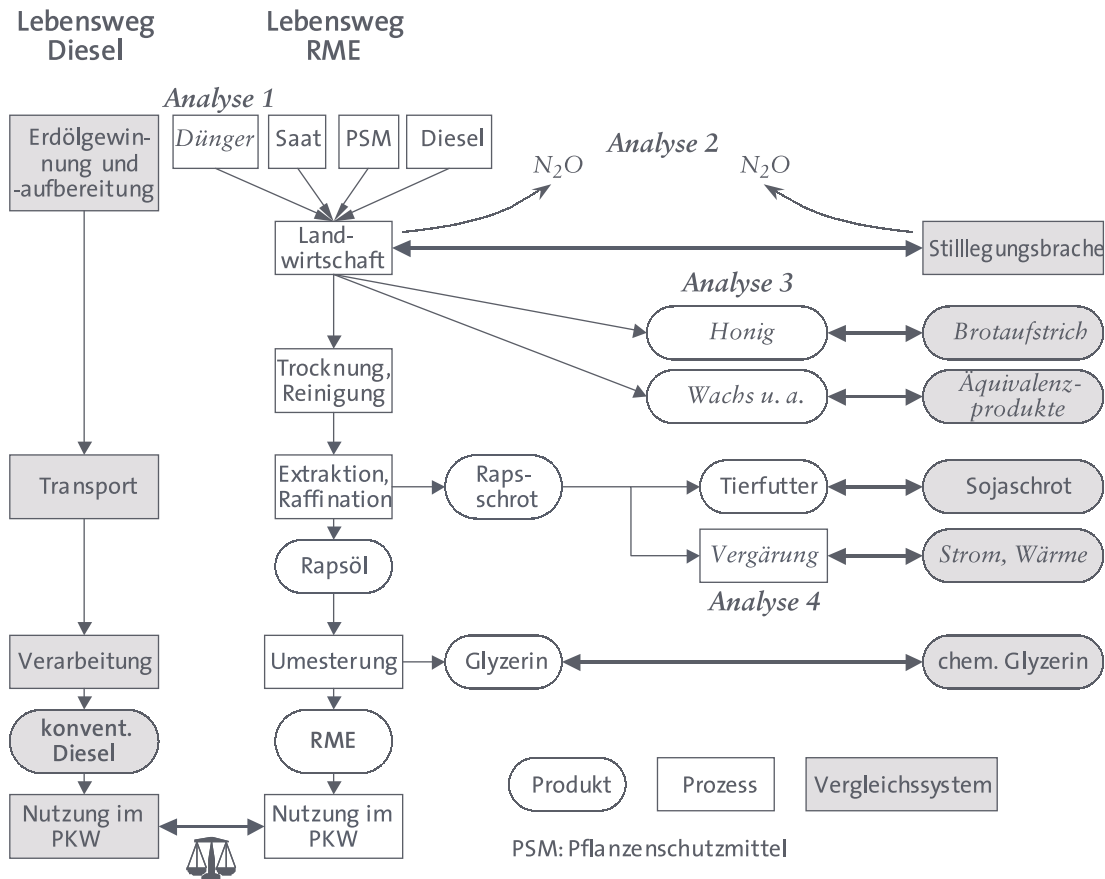 Lebensweg
Diesel
Lebensweg
RME
Analyse 1
Erdölgewin-
nung und
-aufbereitung
Dünger
Saat
PSM
Diesel
Analyse 2
N₂O
N₂O
Land-
wirtschaft
Stilllegungsbrache
Analyse 3
Honig
Brotaufstrich
Trocknung,
Reinigung
Wachs u. a.
Äquivalenz-
produkte
Transport
Extraktion,
Raffination
Raps-
schrot
Tierfutter
Sojaschrot
Rapsöl
Vergärung
Strom, Wärme
Analyse 4
Verarbeitung
Umesterung
Glyzerin
chem. Glyzerin
konvent.
Diesel
RME
Produkt
Prozess
Vergleichssystem
Nutzung im
PKW
Nutzung im
PKW
PSM: Pflanzenschutzmittel